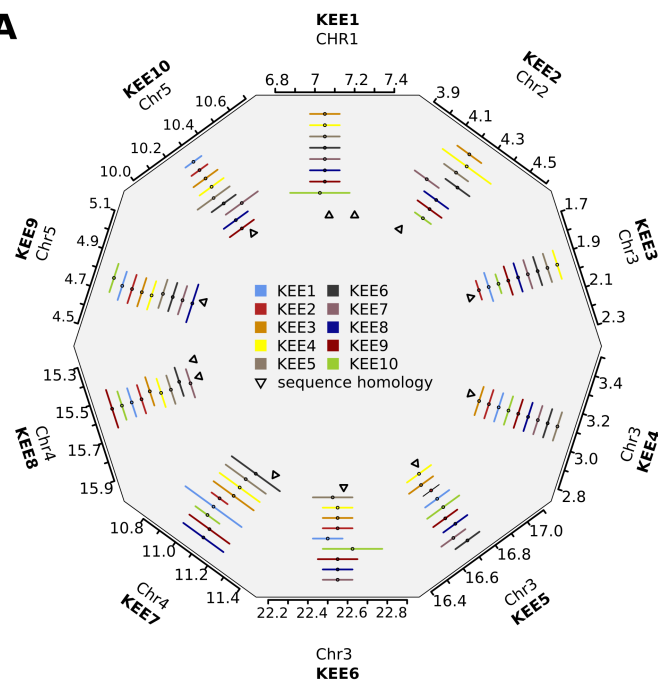 A
KEE1
CHR1
6.8 7 7.2 7.4
KEE2
Chr2
3.9
4.1
4.3
4.5
KEE3
Chr3
1.7
1.9
2.1
2.3
KEE4
Chr3
3.4
3.2
3.0
2.8
KEE5
Chr3
17.0
16.8
16.6
16.4
22.2 22.4 22.6 22.8
Chr3
KEE6
KEE7
Chr4
10.8
11.0
11.2
11.4
KEE8
Chr4
15.3
15.5
15.7
15.9
KEE9
Chr5
5.1
4.9
4.7
4.5
KEE10
Chr5
10.6
10.4
10.2
10.0
KEE1 KEE6
KEE2 KEE7
KEE3 KEE8
KEE4 KEE9
KEE5 KEE10
sequence homology